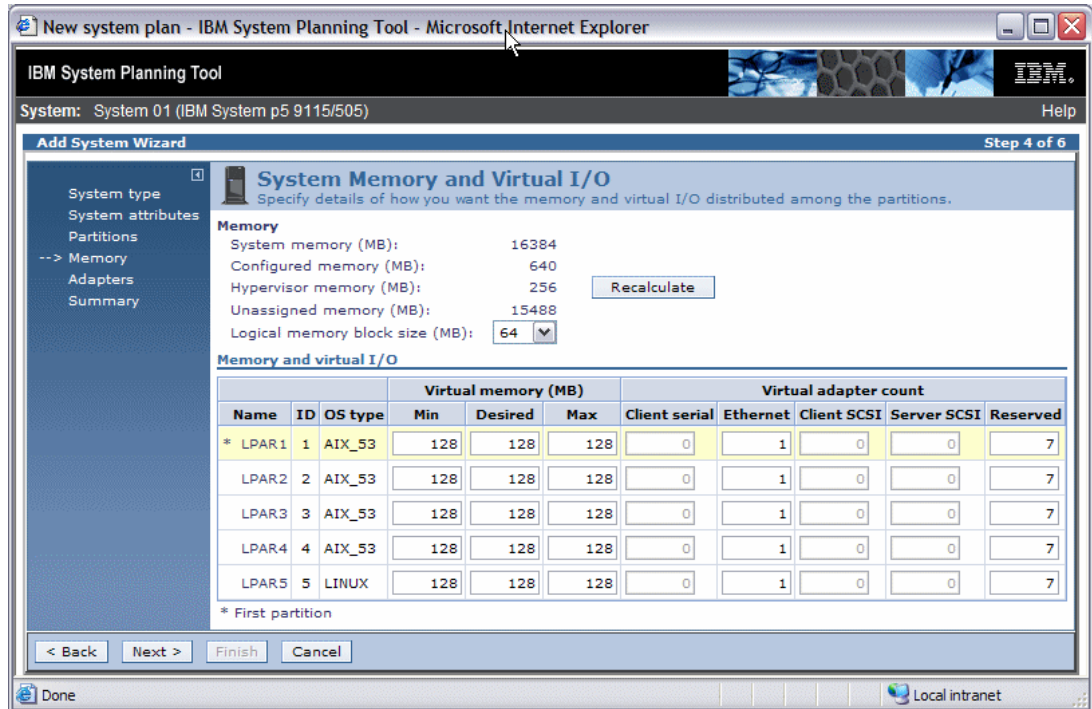 New system plan - IBM System Planning Tool - Microsoft Internet Explorer
IBM System Planning Tool
IBM.
System: System 01 (IBM System p5 9115/505)
Help
Add System Wizard
Step 4 of 6
System type
System attributes
Partitions
--> Memory
Adapters
Summary
System Memory and Virtual I/O
Specify details of how you want the memory and virtual I/O distributed among the partitions.
Memory
System memory (MB): 16384
Configured memory (MB): 640
Hypervisor memory (MB): 256 Recalculate
Unassigned memory (MB): 15488
Logical memory block size (MB): 64
Memory and virtual I/O
Virtual memory (MB) Virtual adapter count
Name ID OS type Min Desired Max Client serial Ethernet Client SCSI Server SCSI Reserved
* LPAR1 1 AIX_53 128 128 128 0 1 0 0 7
LPAR2 2 AIX_53 128 128 128 0 1 0 0 7
LPAR3 3 AIX_53 128 128 128 0 1 0 0 7
LPAR4 4 AIX_53 128 128 128 0 1 0 0 7
LPAR5 5 LINUX 128 128 128 0 1 0 0 7
* First partition
< Back Next > Finish Cancel
Done
Local intranet